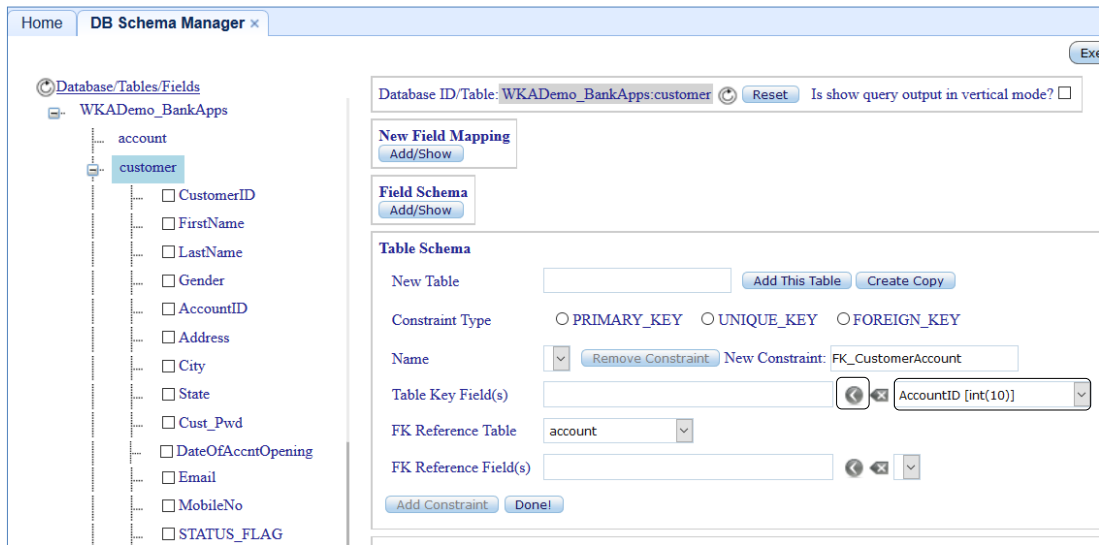 Home DB Schema Manager ×
Exe
Database/Tables/Fields
WKADemo_BankApps
account
customer
CustomerID
FirstName
LastName
Gender
AccountID
Address
City
State
Cust_Pwd
DateOfAccntOpening
Email
MobileNo
STATUS_FLAG
Database ID/Table: WKADemo_BankApps:customer Reset Is show query output in vertical mode?
New Field Mapping
Add/Show
Field Schema
Add/Show
Table Schema
New Table Add This Table Create Copy
Constraint Type PRIMARY_KEY UNIQUE_KEY FOREIGN_KEY
Name Remove Constraint New Constraint: FK_CustomerAccount
Table Key Field(s) AccountID [int(10)]
FK Reference Table account
FK Reference Field(s)
Add Constraint Done!